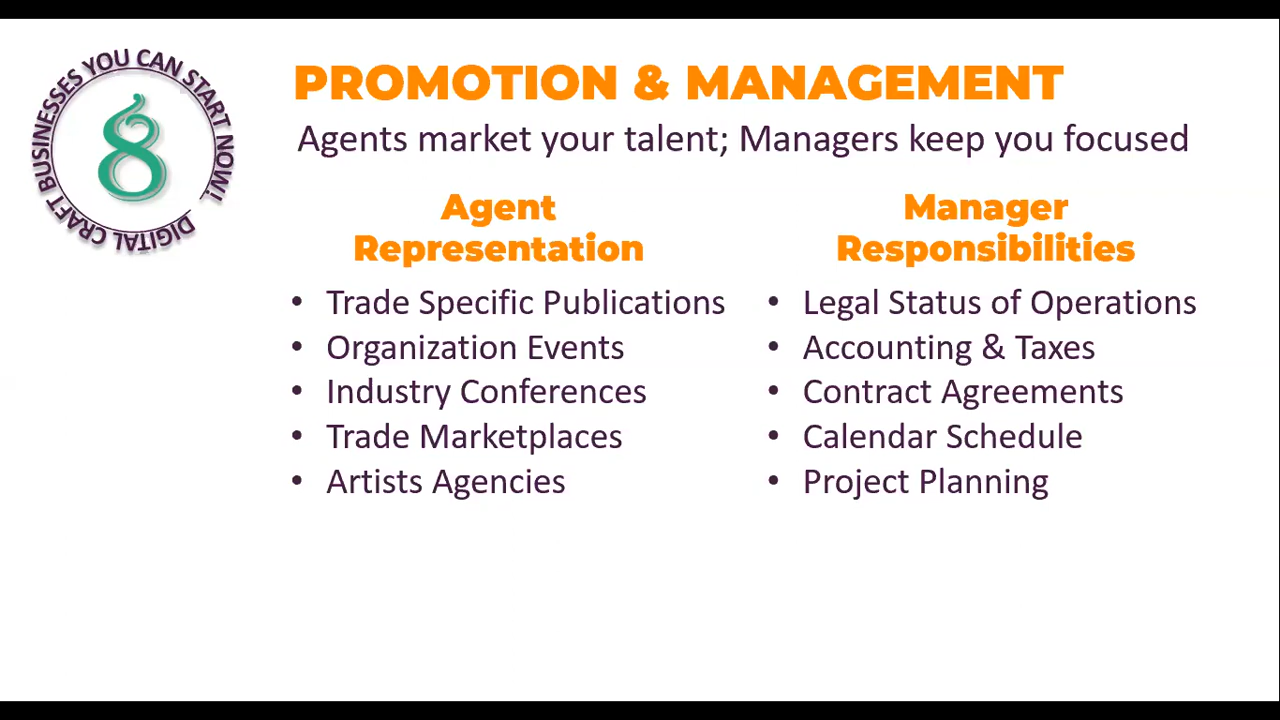 8 DIGITAL CRAFT BUSINESSES YOU CAN START NOW!
PROMOTION & MANAGEMENT
Agents market your talent; Managers keep you focused
Agent
Representation
• Trade Specific Publications
• Organization Events
• Industry Conferences
• Trade Marketplaces
• Artists Agencies
Manager
Responsibilities
• Legal Status of Operations
• Accounting & Taxes
• Contract Agreements
• Calendar Schedule
• Project Planning